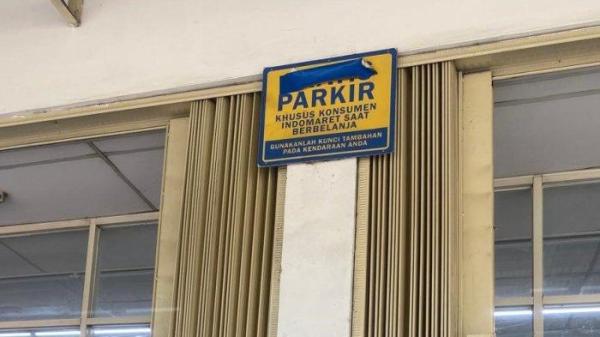 PARKIR
KHUSUS KONSUMEN
INDOMARET SAAT
BERBELANJA
GUNAKANLAH KUNCI TAMBAHAN
PADA KENDARAAN ANDA